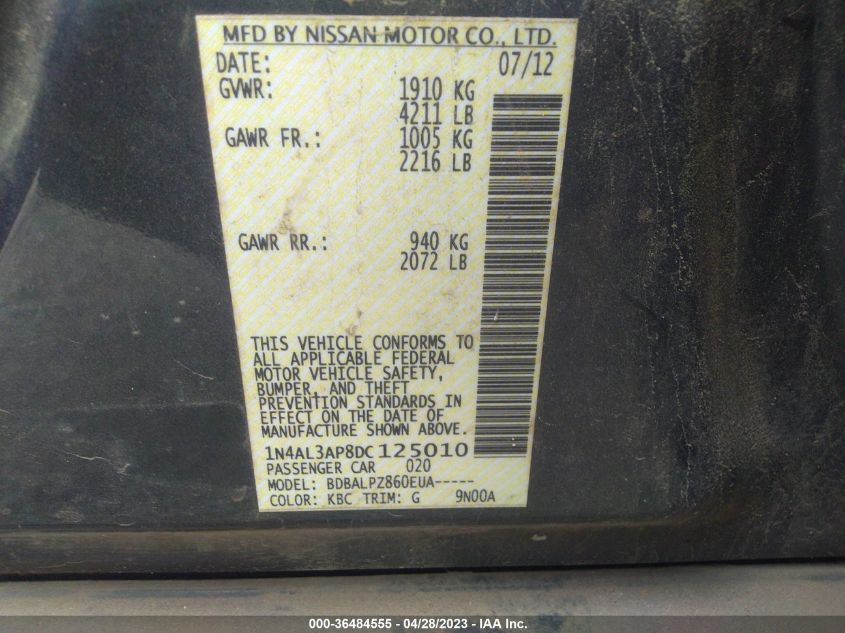 MFD BY NISSAN MOTOR CO., LTD.
DATE: 07/12
GVWR: 1910 KG
4211 LB
GAWR FR.: 1005 KG
2216 LB
GAWR RR.: 940 KG
2072 LB
THIS VEHICLE CONFORMS TO
ALL APPLICABLE FEDERAL
MOTOR VEHICLE SAFETY,
BUMPER, AND THEFT
PREVENTION STANDARDS IN
EFFECT ON THE DATE OF
MANUFACTURE SHOWN ABOVE.
1N4AL3AP8DC125010
PASSENGER CAR 020
MODEL: BDBALPZ860EUA-----
COLOR: KBC TRIM: G 9N00A
000-36484555 - 04/28/2023 - IAA Inc.